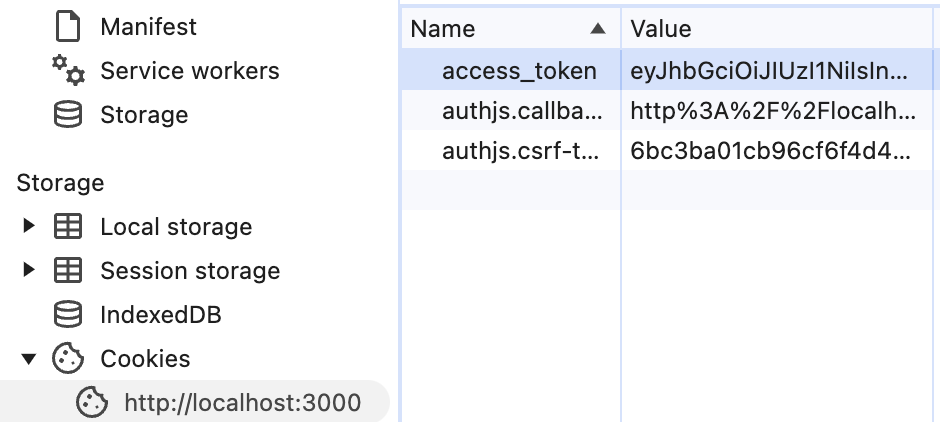 Manifest
Service workers
Storage
Storage
Local storage
Session storage
IndexedDB
Cookies
http://localhost:3000
Name Value
access_token eyJhbGciOiJIUzI1NiIsIn...
authjs.callba... http%3A%2F%2Flocalh...
authjs.csrf-t... 6bc3ba01cb96cf6f4d4...